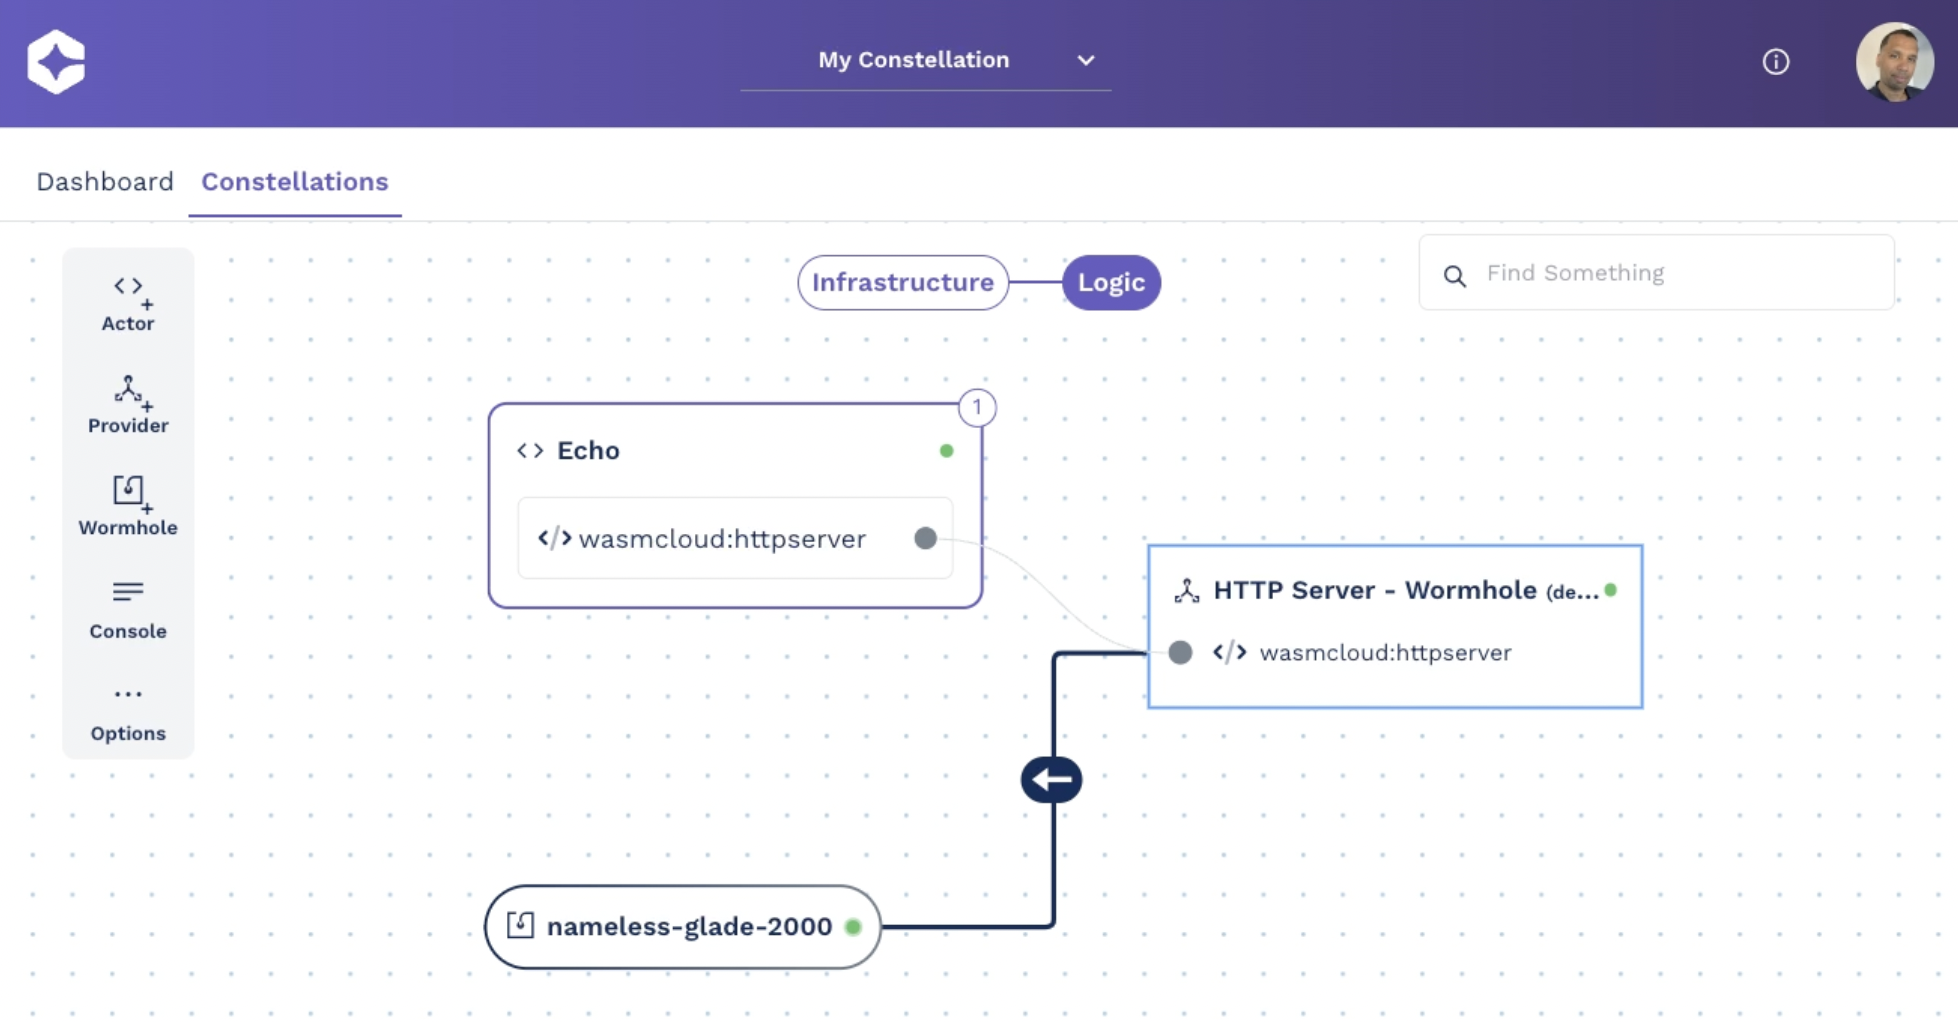 My Constellation
Dashboard
Constellations
Infrastructure
Logic
Find Something
Actor
Provider
Wormhole
Console
Options
1
Echo
wasmcloud:httpserver
HTTP Server - Wormhole (de...
wasmcloud:httpserver
nameless-glade-2000